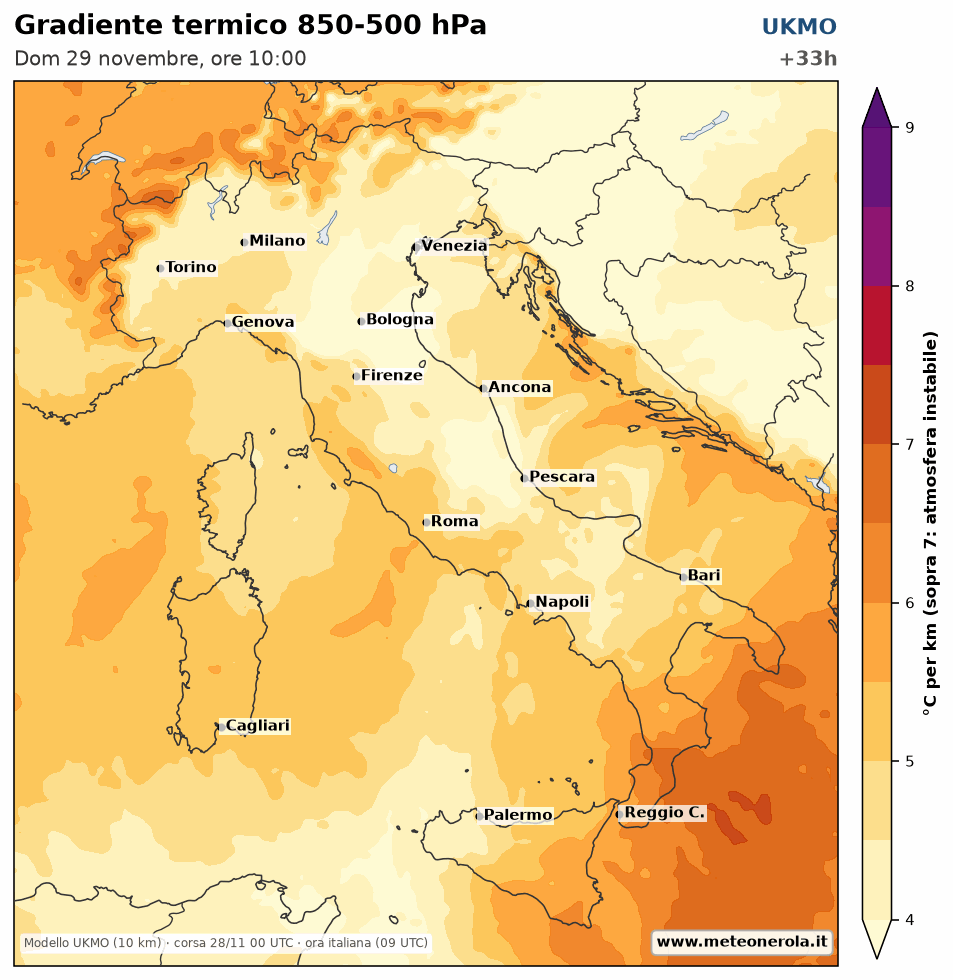 Gradiente termico 850-500 hPa
UKMO
Dom 29 novembre, ore 10:00
+33h
Milano
Venezia
Torino
Genova
Bologna
Firenze
Ancona
Pescara
Roma
Bari
Napoli
Cagliari
Palermo
Reggio C.
9
8
7
6
5
4
°C per km (sopra 7: atmosfera instabile)
Modello UKMO (10 km) · corsa 28/11 00 UTC · ora italiana (09 UTC)
www.meteonerola.it